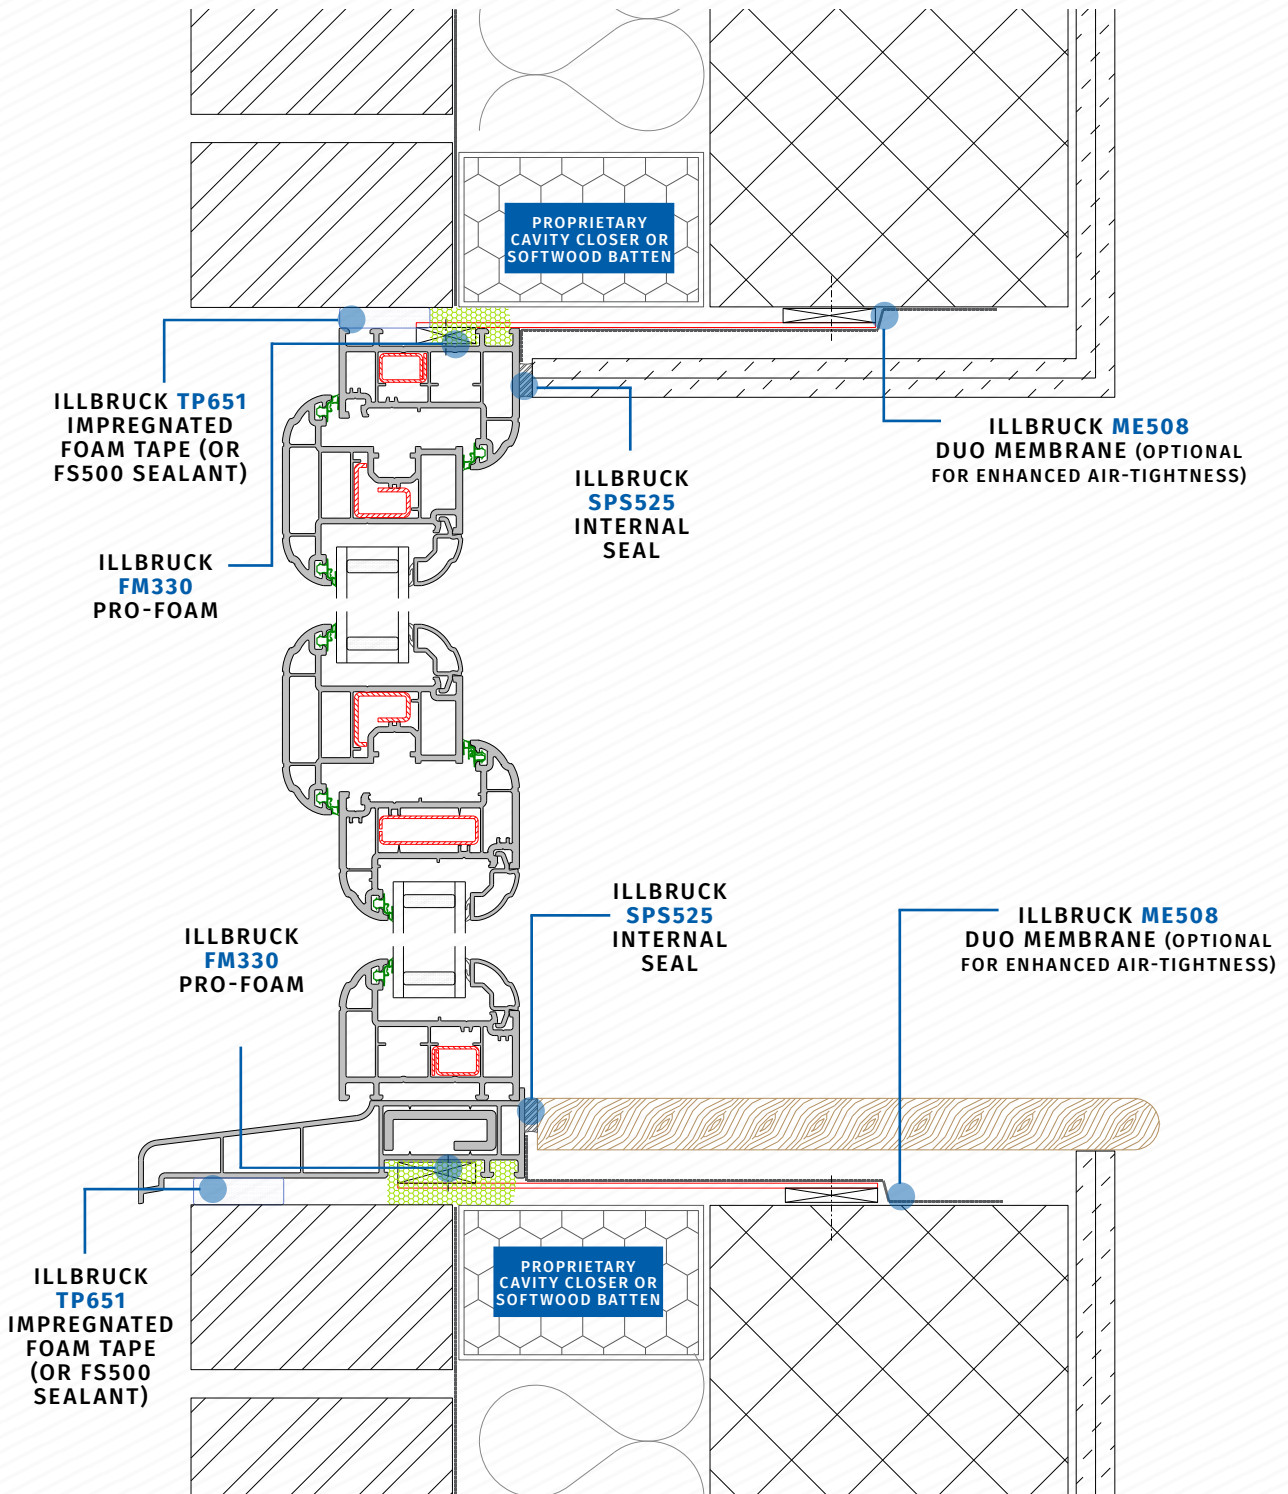 PROPRIETARY
CAVITY CLOSER OR
SOFTWOOD BATTEN
ILLBRUCK TP651
IMPREGNATED
FOAM TAPE (OR
FS500 SEALANT)
ILLBRUCK ME508
DUO MEMBRANE (OPTIONAL
FOR ENHANCED AIR-TIGHTNESS)
ILLBRUCK
SPS525
INTERNAL
SEAL
ILLBRUCK
FM330
PRO-FOAM
ILLBRUCK
SPS525
INTERNAL
SEAL
ILLBRUCK ME508
DUO MEMBRANE (OPTIONAL
FOR ENHANCED AIR-TIGHTNESS)
ILLBRUCK
FM330
PRO-FOAM
PROPRIETARY
CAVITY CLOSER OR
SOFTWOOD BATTEN
ILLBRUCK
TP651
IMPREGNATED
FOAM TAPE
(OR FS500
SEALANT)